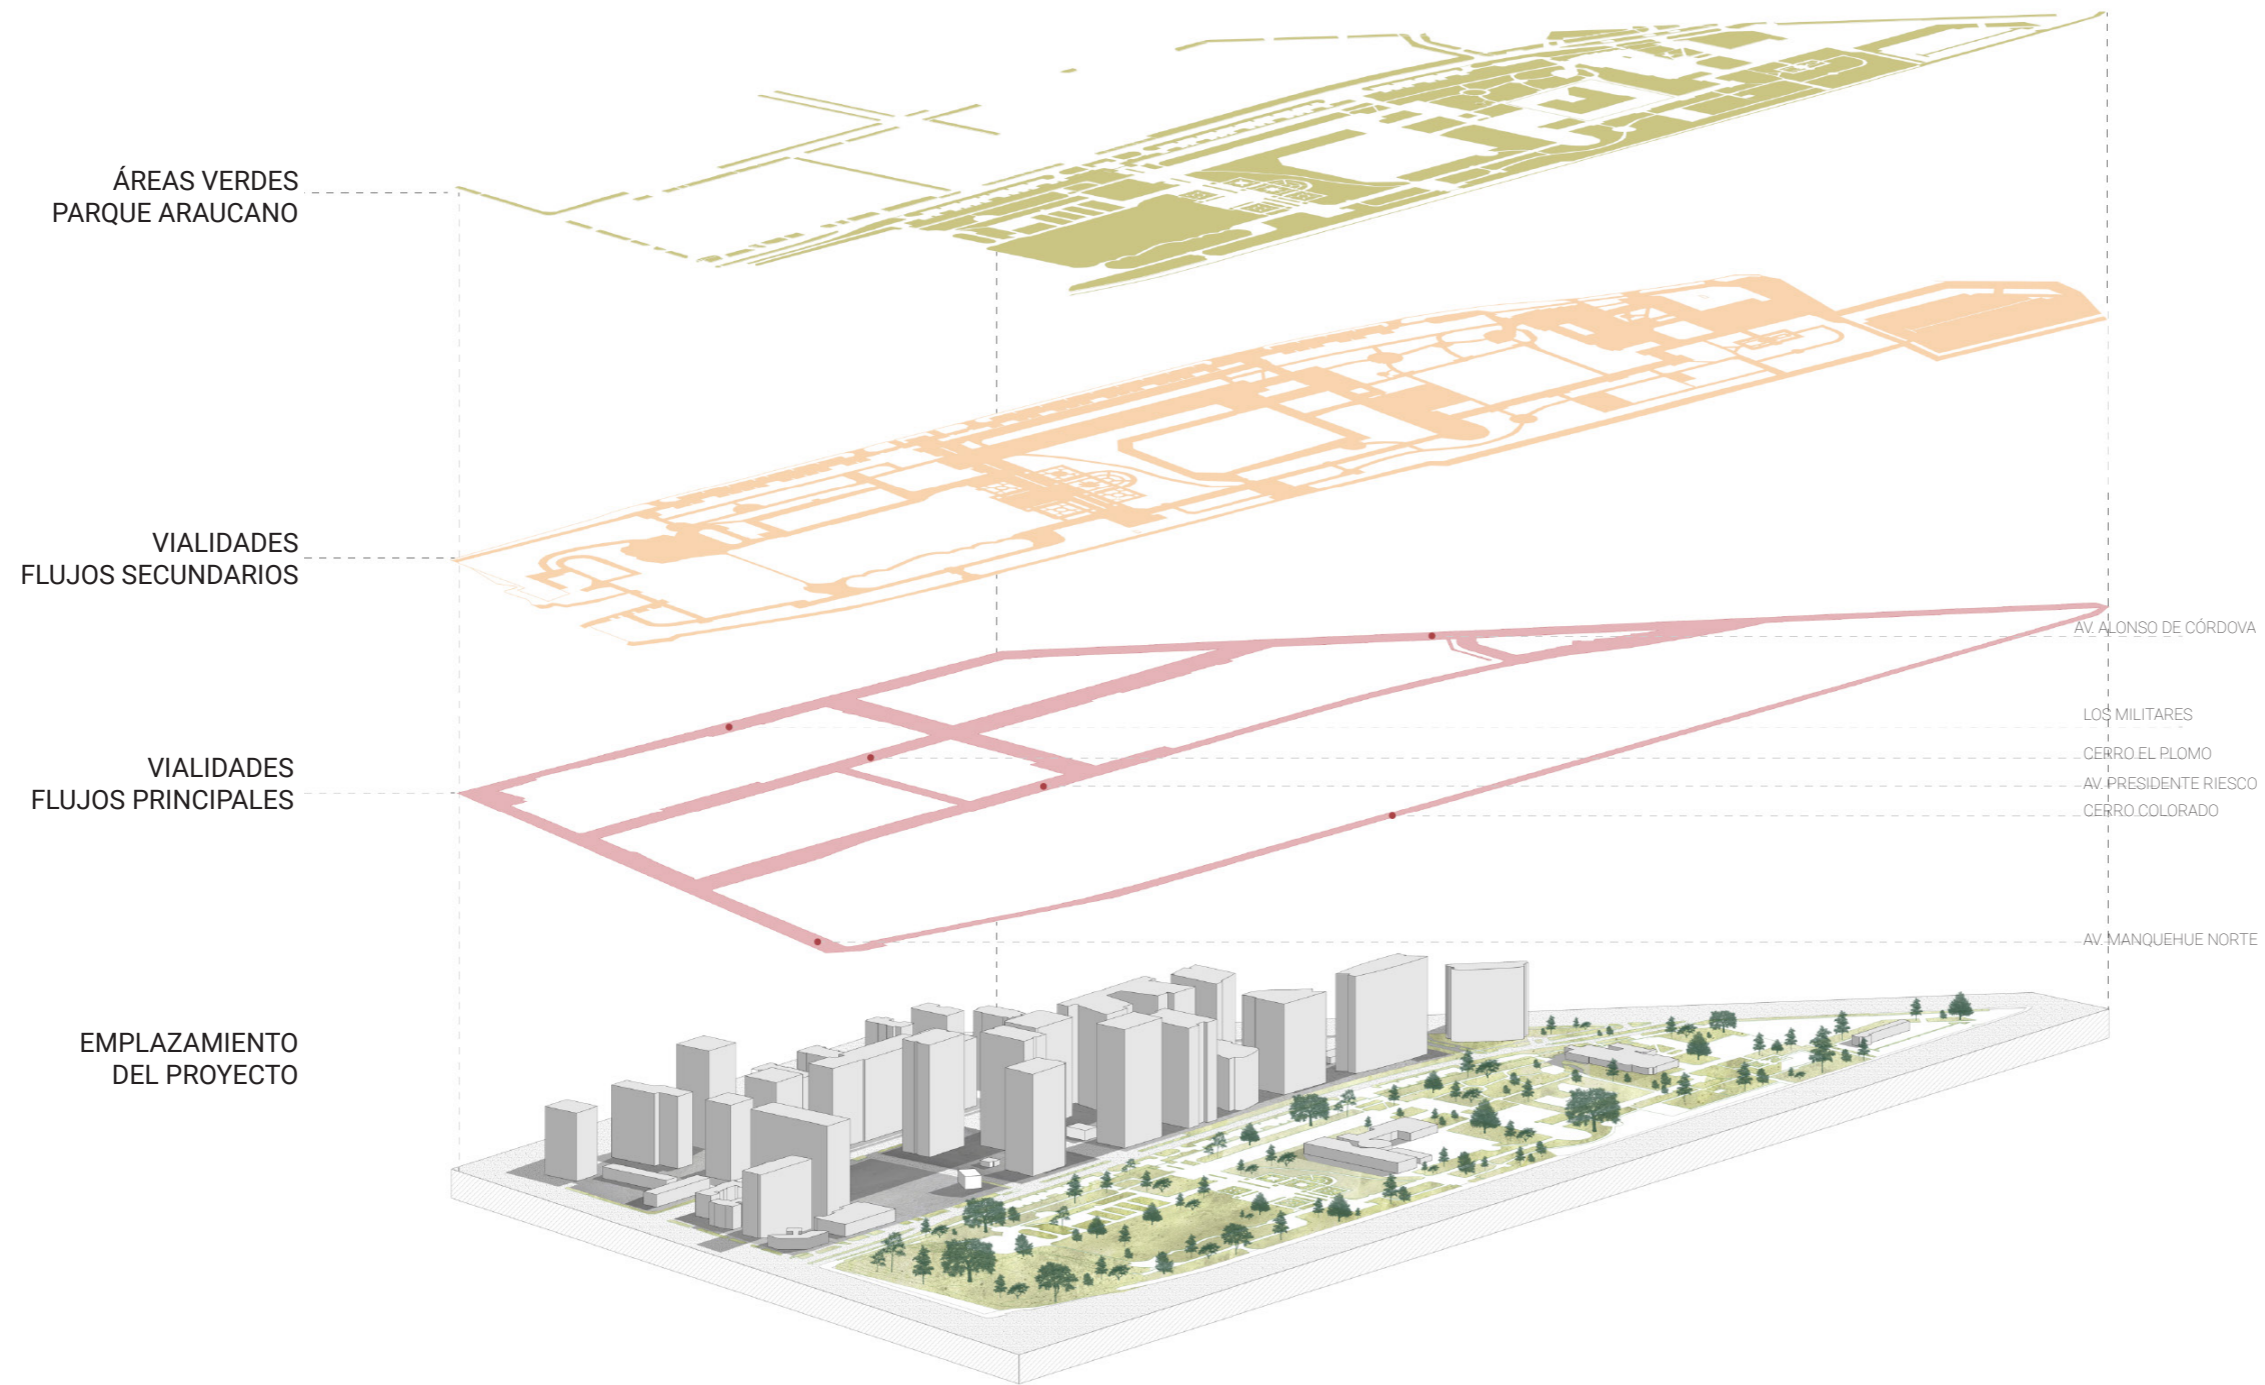 ÁREAS VERDES
PARQUE ARAUCANO
VIALIDADES
FLUJOS SECUNDARIOS
AV. ALONSO DE CÓRDOVA
LOS MILITARES
CERRO EL PLOMO
VIALIDADES
FLUJOS PRINCIPALES
AV. PRESIDENTE RIESCO
CERRO COLORADO
AV. MANQUEHUE NORTE
EMPLAZAMIENTO
DEL PROYECTO